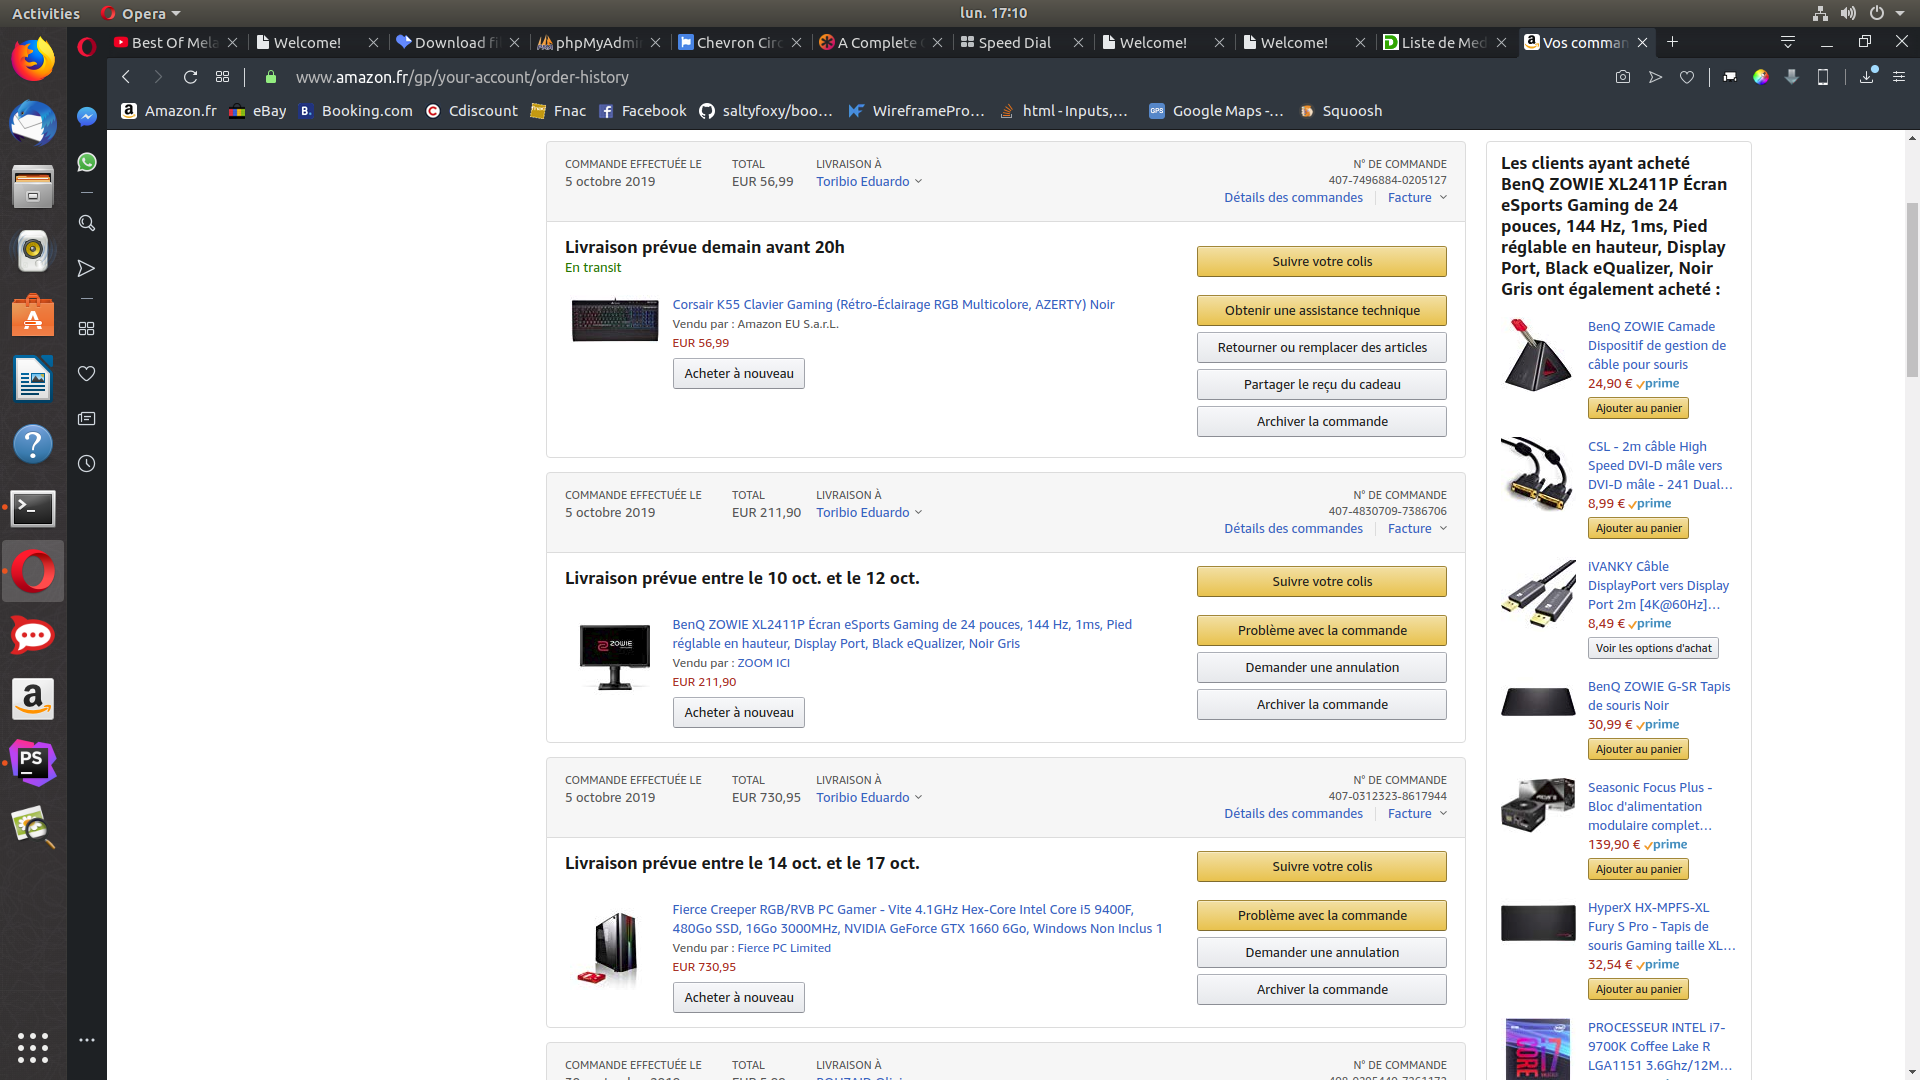 Activities
Opera
lun. 17:10
Best Of Mela
Welcome!
Download fi
phpMyAdmi
Chevron Circ
A Complete
Speed Dial
Welcome!
Welcome!
Liste de Med
Vos comman
www.amazon.fr/gp/your-account/order-history
Amazon.fr
eBay
Booking.com
Cdiscount
Fnac
Facebook
saltyfoxy/boo...
WireframePro...
html - Inputs,...
Google Maps -...
Squoosh
COMMANDE EFFECTUÉE LE
5 octobre 2019
TOTAL
EUR 56,99
LIVRAISON À
Toribio Eduardo
N° DE COMMANDE
407-7496884-0205127
Détails des commandes
Facture
Livraison prévue demain avant 20h
En transit
Corsair K55 Clavier Gaming (Rétro-Éclairage RGB Multicolore, AZERTY) Noir
Vendu par : Amazon EU S.a.r.L.
EUR 56,99
Acheter à nouveau
Suivre votre colis
Obtenir une assistance technique
Retourner ou remplacer des articles
Partager le reçu du cadeau
Archiver la commande
COMMANDE EFFECTUÉE LE
5 octobre 2019
TOTAL
EUR 211,90
LIVRAISON À
Toribio Eduardo
N° DE COMMANDE
407-4830709-7386706
Détails des commandes
Facture
Livraison prévue entre le 10 oct. et le 12 oct.
ZOWIE
BenQ ZOWIE XL2411P Écran eSports Gaming de 24 pouces, 144 Hz, 1ms, Pied
réglable en hauteur, Display Port, Black eQualizer, Noir Gris
Vendu par : ZOOM ICI
EUR 211,90
Acheter à nouveau
Suivre votre colis
Problème avec la commande
Demander une annulation
Archiver la commande
COMMANDE EFFECTUÉE LE
5 octobre 2019
TOTAL
EUR 730,95
LIVRAISON À
Toribio Eduardo
N° DE COMMANDE
407-0312323-8617944
Détails des commandes
Facture
Livraison prévue entre le 14 oct. et le 17 oct.
Fierce Creeper RGB/RVB PC Gamer - Vite 4.1GHz Hex-Core Intel Core i5 9400F,
480Go SSD, 16Go 3000MHz, NVIDIA GeForce GTX 1660 6Go, Windows Non Inclus 1
Vendu par : Fierce PC Limited
EUR 730,95
Acheter à nouveau
Suivre votre colis
Problème avec la commande
Demander une annulation
Archiver la commande
COMMANDE EFFECTUÉE LE
TOTAL
LIVRAISON À
N° DE COMMANDE
Les clients ayant acheté
BenQ ZOWIE XL2411P Écran
eSports Gaming de 24
pouces, 144 Hz, 1ms, Pied
réglable en hauteur, Display
Port, Black eQualizer, Noir
Gris ont également acheté :
BenQ ZOWIE Camade
Dispositif de gestion de
câble pour souris
24,90 € prime
Ajouter au panier
CSL - 2m câble High
Speed DVI-D mâle vers
DVI-D mâle - 241 Dual...
8,99 € prime
Ajouter au panier
iVANKY Câble
DisplayPort vers Display
Port 2m [4K@60Hz]...
8,49 € prime
Voir les options d'achat
BenQ ZOWIE G-SR Tapis
de souris Noir
30,99 € prime
Ajouter au panier
Seasonic Focus Plus -
Bloc d'alimentation
modulaire complet...
139,90 € prime
Ajouter au panier
HyperX HX-MPFS-XL
Fury S Pro - Tapis de
souris Gaming taille XL...
32,54 € prime
Ajouter au panier
PROCESSEUR INTEL i7-
9700K Coffee Lake R
LGA1151 3.6Ghz/12M...